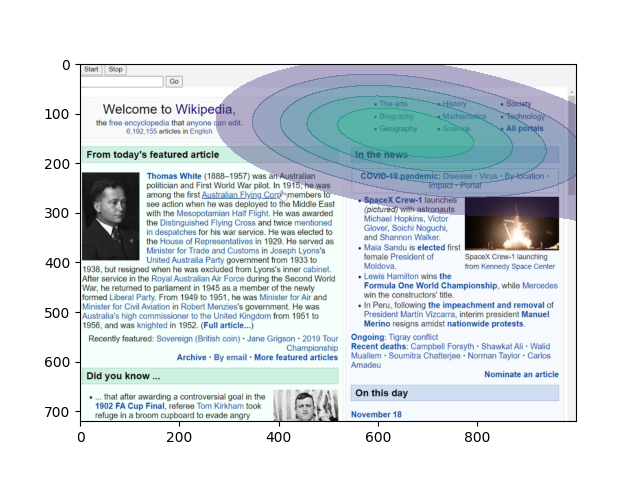 0
100
200
300
400
500
600
700
0
200
400
600
800
Start Stop
Go
Welcome to Wikipedia,
the free encyclopedia that anyone can edit.
6,192,155 articles in English
The arts
Biography
Geography
History
Mathematics
Science
Society
Technology
All portals
From today's featured article
Thomas White (1888–1957) was an Australian
politician and First World War pilot. In 1915, he was
among the first Australian Flying Corps members to
see action when he was deployed to the Middle East
with the Mesopotamian Half Flight. He was awarded
the Distinguished Flying Cross and twice mentioned
in despatches for his war service. He was elected to
the House of Representatives in 1929. He served as
Minister for Trade and Customs in Joseph Lyons's
United Australia Party government from 1933 to
1938, but resigned when he was excluded from Lyons's inner cabinet.
After service in the Royal Australian Air Force during the Second World
War, he returned to parliament in 1945 as a member of the newly
formed Liberal Party. From 1949 to 1951, he was Minister for Air and
Minister for Civil Aviation in Robert Menzies's government. He was
Australia's high commissioner to the United Kingdom from 1951 to
1956, and was knighted in 1952. (Full article...)
Recently featured: Sovereign (British coin) · Jane Grigson · 2019 Tour
Championship
Archive · By email · More featured articles
Did you know ...
... that after awarding a controversial goal in the
1902 FA Cup Final, referee Tom Kirkham took
refuge in a broom cupboard to evade angry
In the news
COVID-19 pandemic: Disease · Virus · By location ·
Impact · Portal
SpaceX Crew-1 launches
(pictured) with astronauts
Michael Hopkins, Victor
Glover, Soichi Noguchi,
and Shannon Walker.
Maia Sandu is elected first
female President of
Moldova.
SpaceX Crew-1 launching
from Kennedy Space Center
Lewis Hamilton wins the
Formula One World Championship, while Mercedes
win the constructors' title.
In Peru, following the impeachment and removal of
President Martín Vizcarra, interim president Manuel
Merino resigns amidst nationwide protests.
Ongoing: Tigray conflict
Recent deaths: Campbell Forsyth · Shawkat Ali · Walid
Muallem · Soumitra Chatterjee · Norman Taylor · Carlos
Amadeu
Nominate an article
On this day
November 18